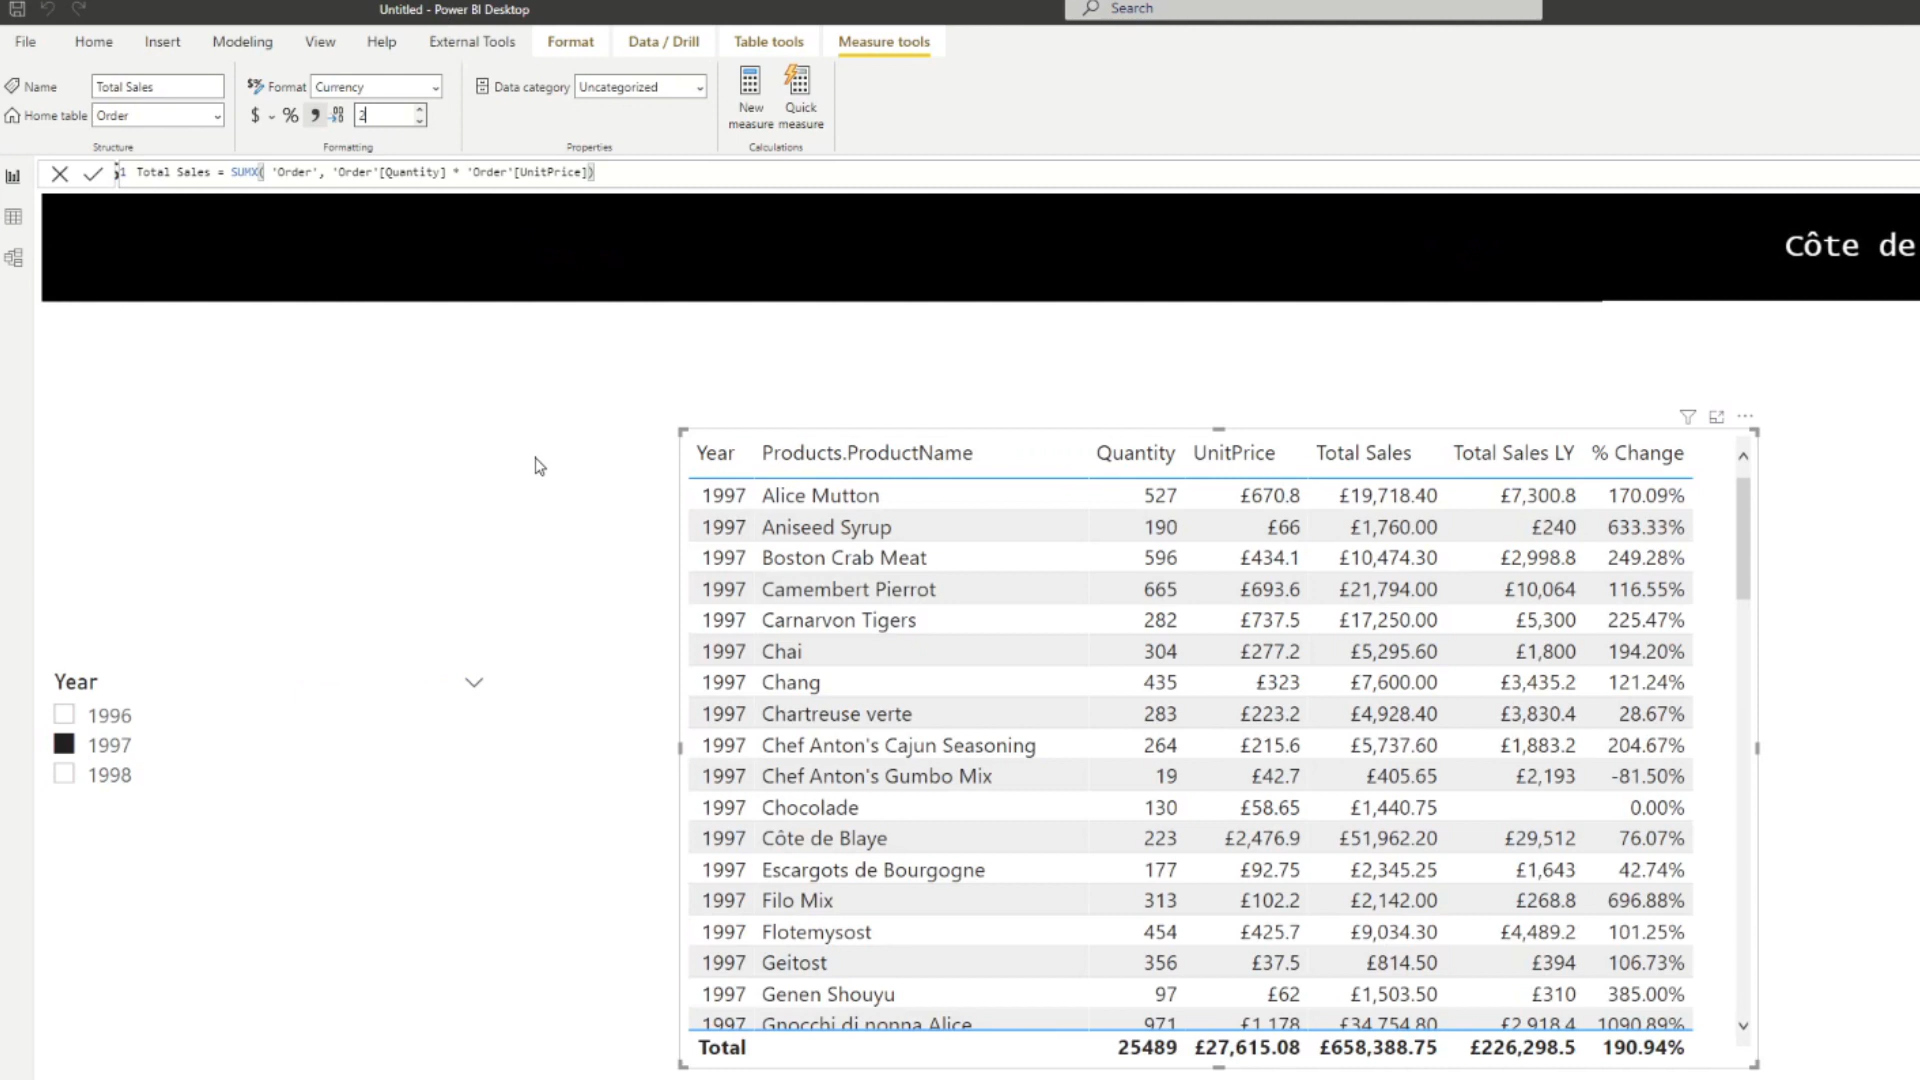 Untitled - Power BI Desktop
Search
File Home Insert Modeling View Help External Tools Format Data / Drill Table tools Measure tools
Name Total Sales
Home table Order
Structure
$% Format Currency
$ % 9 .00 2
Formatting
Data category Uncategorized
Properties
New measure
Quick measure
Calculations
1 Total Sales = SUMX( 'Order', 'Order'[Quantity] * 'Order'[UnitPrice])
Côte de
Year
1996
1997
1998
Year Products.ProductName Quantity UnitPrice Total Sales Total Sales LY % Change
1997 Alice Mutton 527 £670.8 £19,718.40 £7,300.8 170.09%
1997 Aniseed Syrup 190 £66 £1,760.00 £240 633.33%
1997 Boston Crab Meat 596 £434.1 £10,474.30 £2,998.8 249.28%
1997 Camembert Pierrot 665 £693.6 £21,794.00 £10,064 116.55%
1997 Carnarvon Tigers 282 £737.5 £17,250.00 £5,300 225.47%
1997 Chai 304 £277.2 £5,295.60 £1,800 194.20%
1997 Chang 435 £323 £7,600.00 £3,435.2 121.24%
1997 Chartreuse verte 283 £223.2 £4,928.40 £3,830.4 28.67%
1997 Chef Anton's Cajun Seasoning 264 £215.6 £5,737.60 £1,883.2 204.67%
1997 Chef Anton's Gumbo Mix 19 £42.7 £405.65 £2,193 -81.50%
1997 Chocolade 130 £58.65 £1,440.75 0.00%
1997 Côte de Blaye 223 £2,476.9 £51,962.20 £29,512 76.07%
1997 Escargots de Bourgogne 177 £92.75 £2,345.25 £1,643 42.74%
1997 Filo Mix 313 £102.2 £2,142.00 £268.8 696.88%
1997 Flotemysost 454 £425.7 £9,034.30 £4,489.2 101.25%
1997 Geitost 356 £37.5 £814.50 £394 106.73%
1997 Genen Shouyu 97 £62 £1,503.50 £310 385.00%
1997 Gnocchi di nonna Alice 971 £1,178 £34,754.80 £2,918.4 1090.89%
Total 25489 £27,615.08 £658,388.75 £226,298.5 190.94%